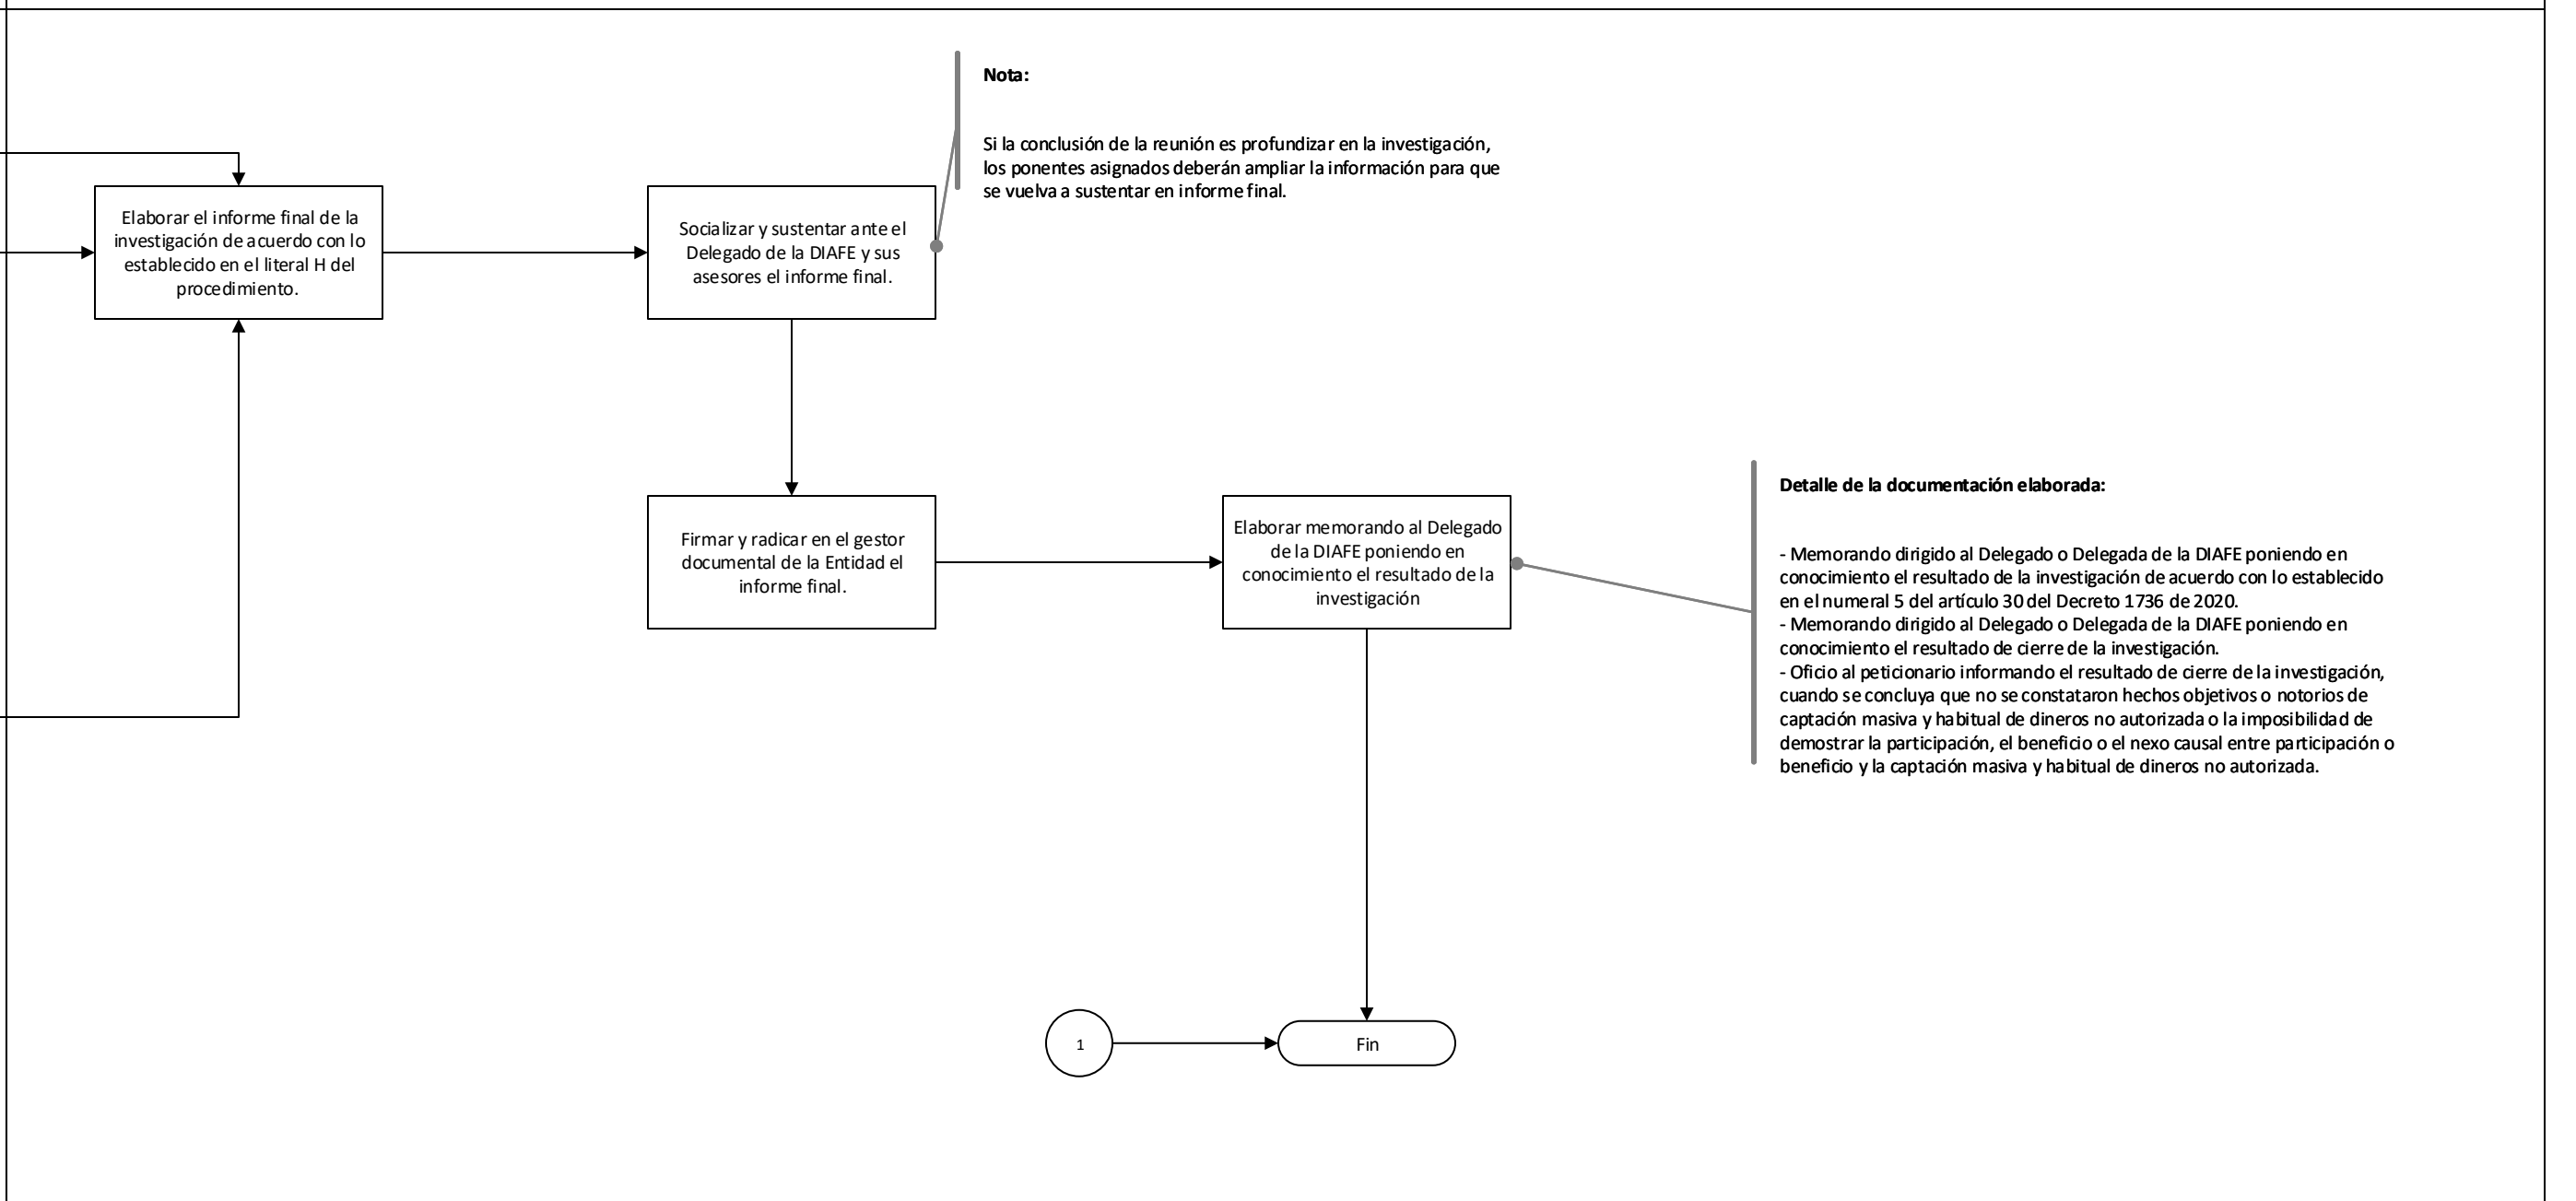 Nota:
Si la conclusión de la reunión es profundizar en la investigación,
los ponentes asignados deberán ampliar la información para que
se vuelva a sustentar en informe final.
Elaborar el informe final de la
investigación de acuerdo con lo
establecido en el literal H del
procedimiento.
Socializar y sustentar ante el
Delegado de la DIAFE y sus
asesores el informe final.
Firmar y radicar en el gestor
documental de la Entidad el
informe final.
Elaborar memorando al Delegado
de la DIAFE poniendo en
conocimiento el resultado de la
investigación
Detalle de la documentación elaborada:
- Memorando dirigido al Delegado o Delegada de la DIAFE poniendo en
conocimiento el resultado de la investigación de acuerdo con lo establecido
en el numeral 5 del artículo 30 del Decreto 1736 de 2020.
- Memorando dirigido al Delegado o Delegada de la DIAFE poniendo en
conocimiento el resultado de cierre de la investigación.
- Oficio al peticionario informando el resultado de cierre de la investigación,
cuando se concluya que no se constataron hechos objetivos o notorios de
captación masiva y habitual de dineros no autorizada o la imposibilidad de
demostrar la participación, el beneficio o el nexo causal entre participación o
beneficio y la captación masiva y habitual de dineros no autorizada.
1
Fin